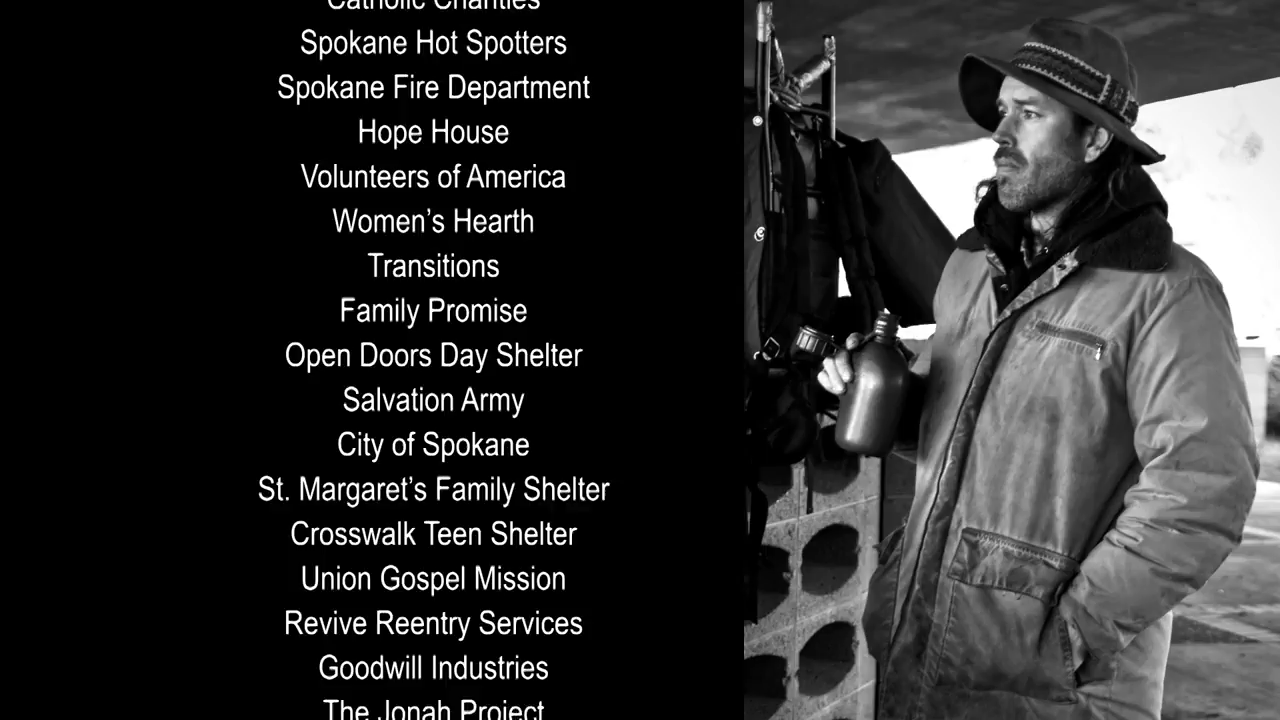 Catholic Charities
Spokane Hot Spotters
Spokane Fire Department
Hope House
Volunteers of America
Women's Hearth
Transitions
Family Promise
Open Doors Day Shelter
Salvation Army
City of Spokane
St. Margaret's Family Shelter
Crosswalk Teen Shelter
Union Gospel Mission
Revive Reentry Services
Goodwill Industries
The Jonah Project